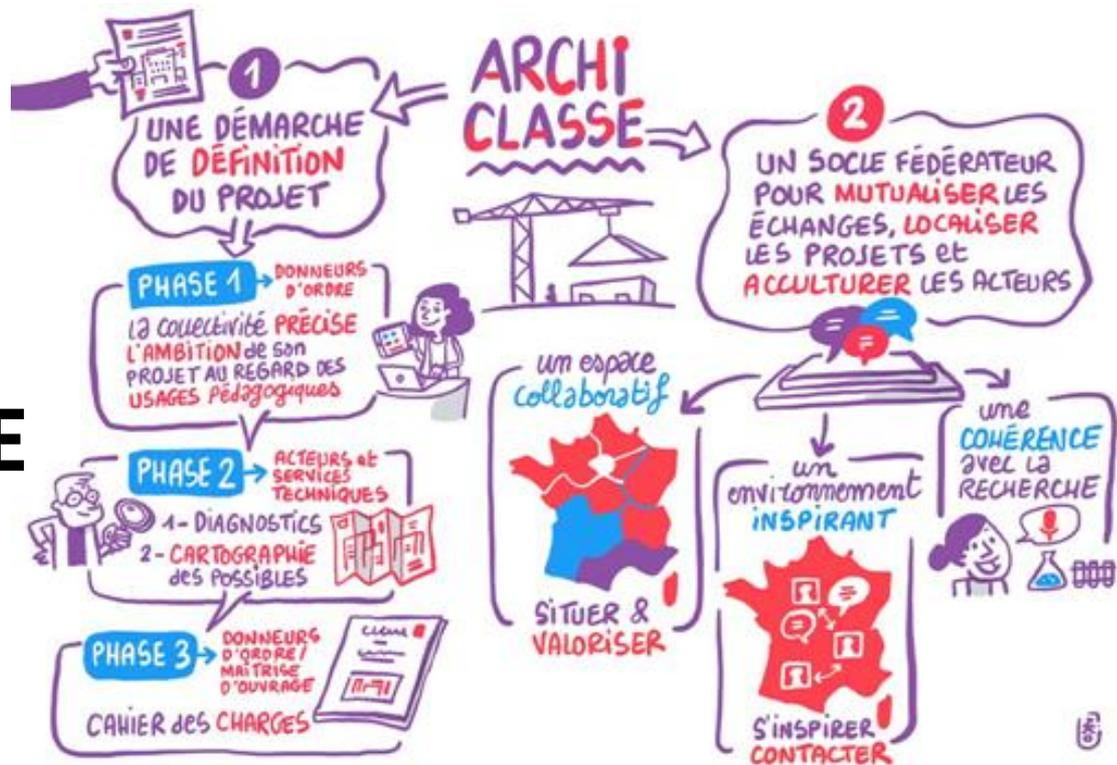 ARCHI
CLASSE
1
UNE DÉMARCHE
DE DÉFINITION
DU PROJET
PHASE 1
DONNEURS
D'ORDRE
la collectivité PRÉCISE
L'AMBITION de son
PROJET AU REGARD DES
USAGES Pédagogiques
PHASE 2
ACTEURS et
SERVICES
TECHNIQUES
1- DIAGNOSTICS
2- CARTOGRAPHIE
des POSSIBLES
PHASE 3
DONNEURS
D'ORDRE/
MAÎTRISE
D'OUVRAGE
CAHIER des CHARGES
2
UN SOCLE FÉDÉRATEUR
POUR MUTUALISER LES
ÉCHANGES, LOCALISER
LES PROJETS et
ACCULTURER LES ACTEURS
un espace
collaboratif
SITUER &
VALORISER
un
environnement
INSPIRANT
S'INSPIRER
CONTACTER
une
COHÉRENCE
avec LA
RECHERCHE
E